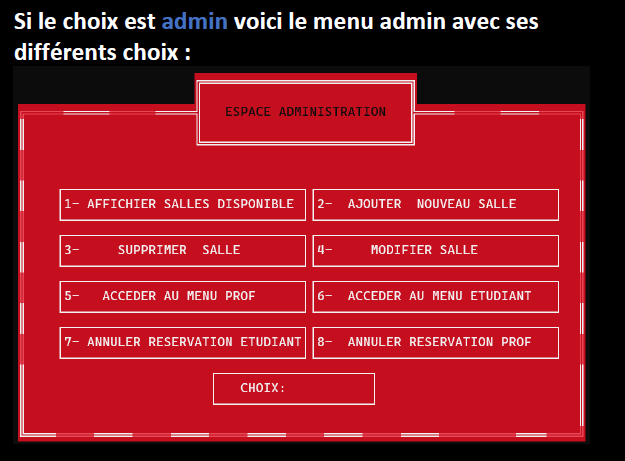 Si le choix est admin voici le menu admin avec ses
différents choix :
ESPACE ADMINISTRATION
1- AFFICHIER SALLES DISPONIBLE
2- AJOUTER NOUVEAU SALLE
3- SUPPRIMER SALLE
4- MODIFIER SALLE
5- ACCEDER AU MENU PROF
6- ACCEDER AU MENU ETUDIANT
7- ANNULER RESERVATION ETUDIANT
8- ANNULER RESERVATION PROF
CHOIX: